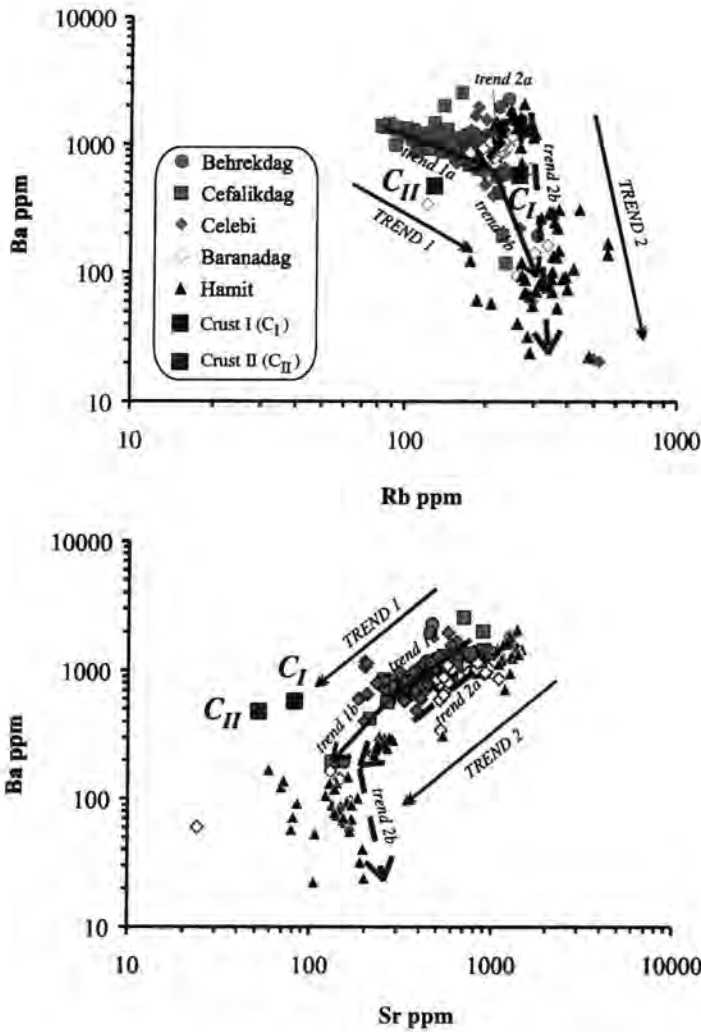 10000
1000
100
10
Ba ppm
Behrekdag
Cefalikdag
Celebi
Baranadag
Hamit
Crust I (CI)
Crust II (CII)
trend 2a
trend 1a
trend 2b
trend 1b
CII
CI
TREND 1
TREND 2
10
100
1000
Rb ppm
10000
1000
100
10
Ba ppm
TREND 1
trend 1a
CI
CII
trend 1b
trend 2a
TREND 2
trend 2b
10
100
1000
10000
Sr ppm